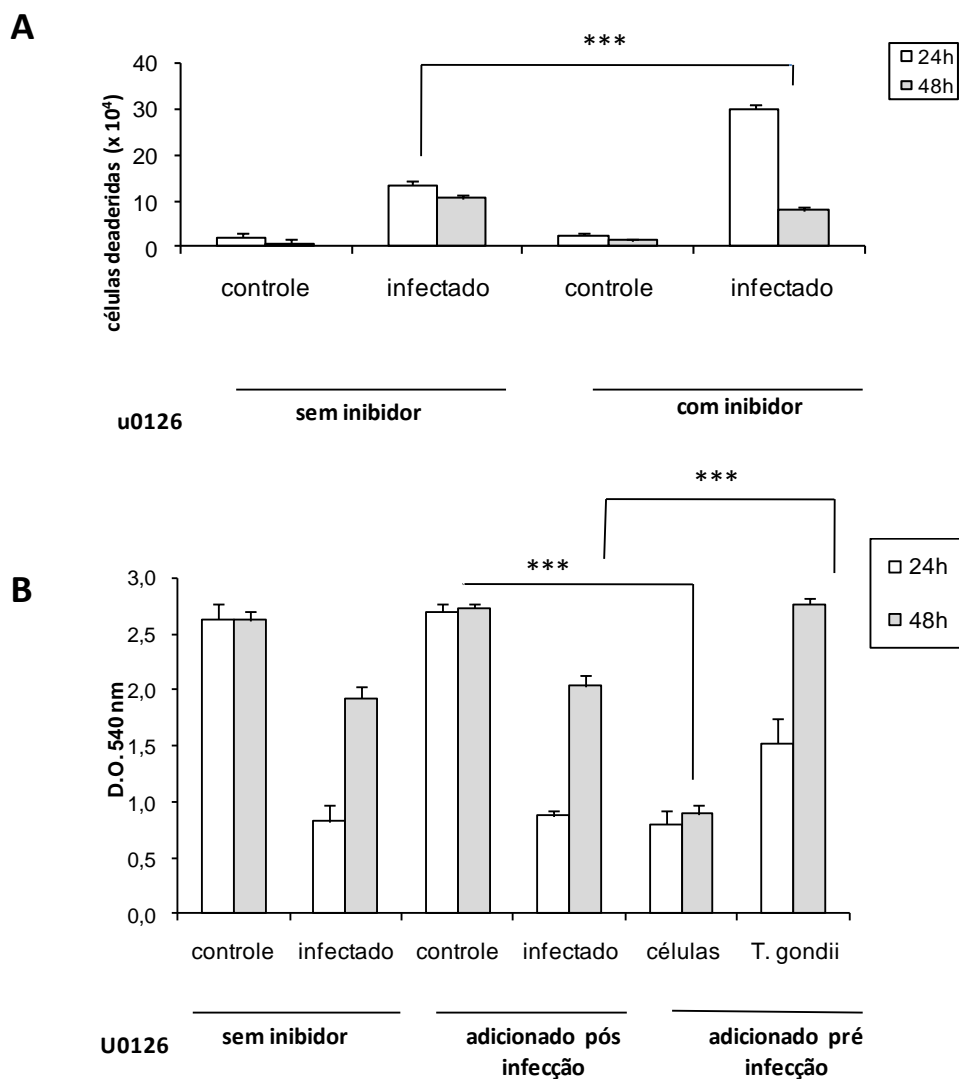 A
***
24h
48h
células deaderidas (x 10⁴)
40
30
20
10
0
controle infectado controle infectado
u0126
sem inibidor com inibidor
B
***
***
24h
48h
D.O. 540 nm
3,0
2,5
2,0
1,5
1,0
0,5
0,0
controle infectado controle infectado células T. gondii
U0126
sem inibidor adicionado pós adicionado pré
infecção infecção